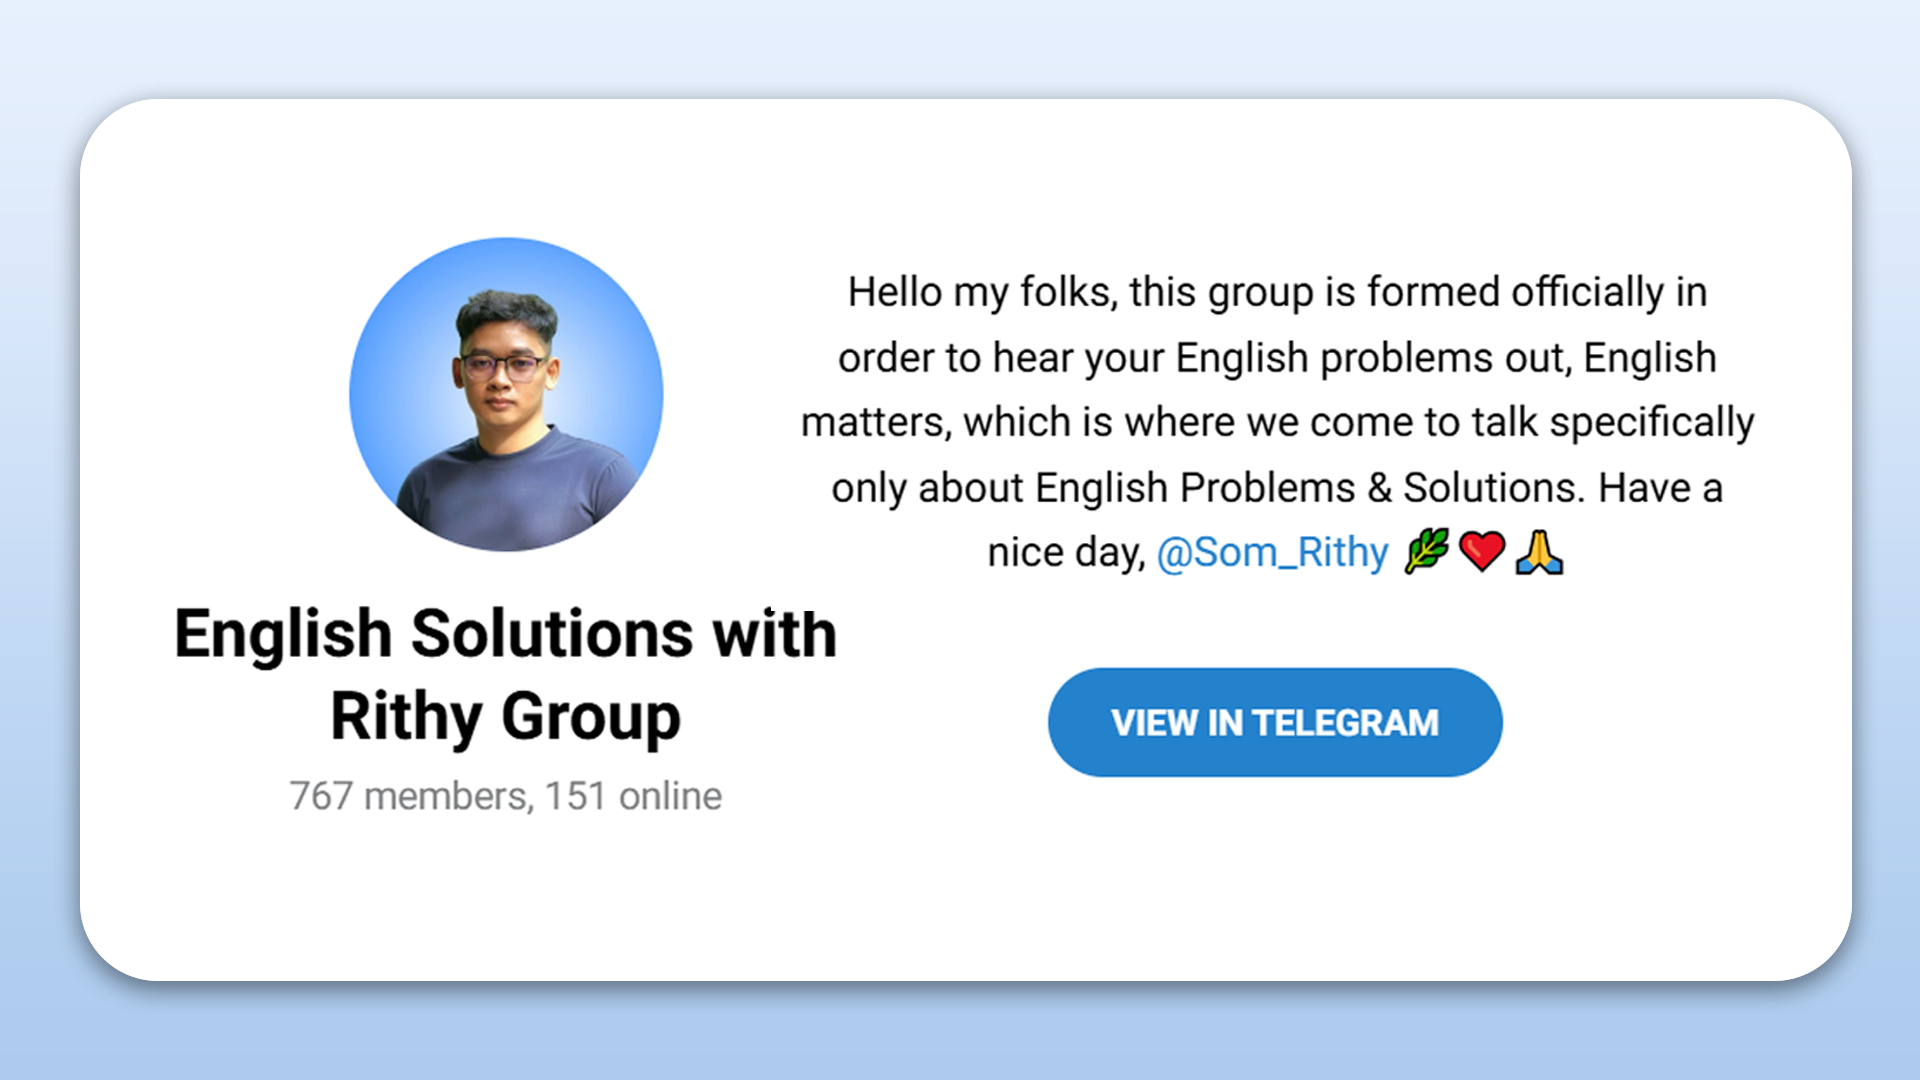 English Solutions with
Rithy Group
767 members, 151 online
Hello my folks, this group is formed officially in
order to hear your English problems out, English
matters, which is where we come to talk specifically
only about English Problems & Solutions. Have a
nice day, @Som_Rithy 🌿❤️🙏
VIEW IN TELEGRAM